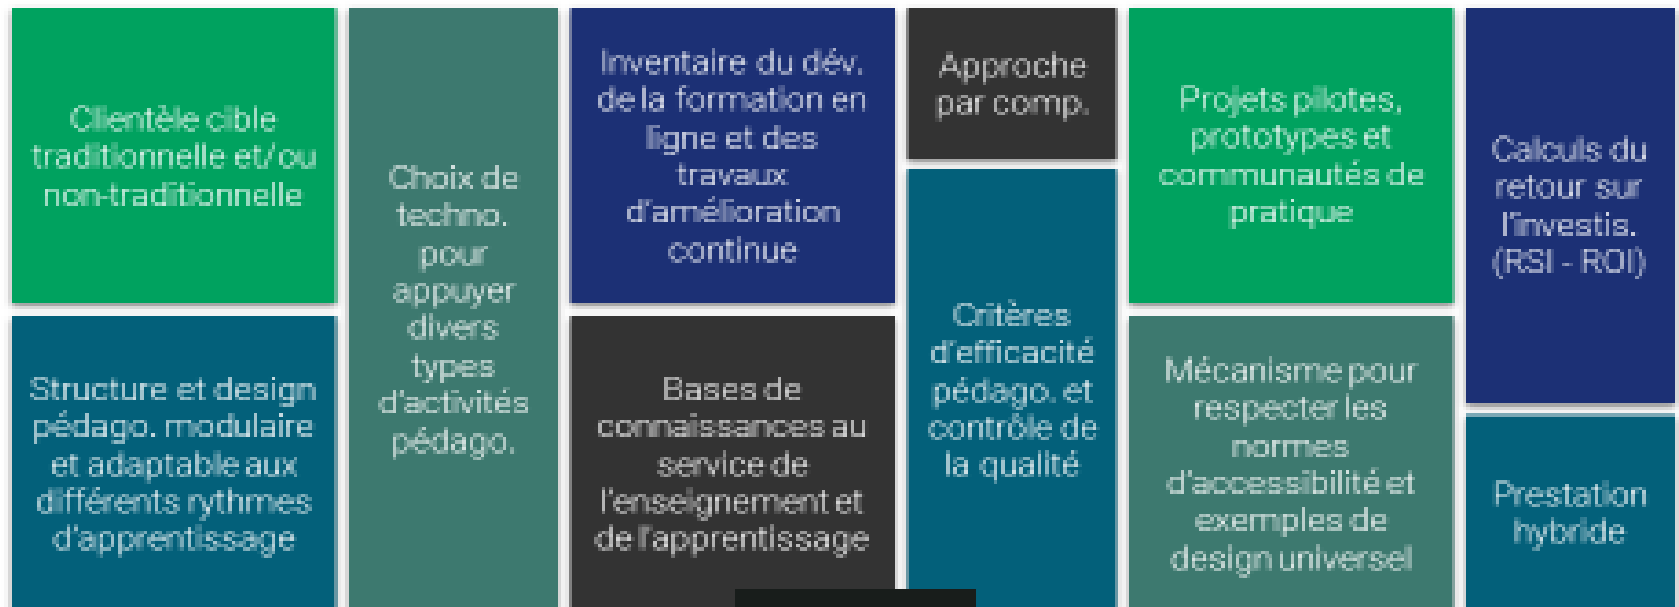 Clientèle cible
traditionnelle et/ou
non-traditionnelle
Structure et design
pédago. modulaire
et adaptable aux
différents rythmes
d'apprentissage
Choix de
techno.
pour
appuyer
divers
types
d'activités
pédago.
Inventaire du dév.
de la formation en
ligne et des
travaux
d'amélioration
continue
Bases de
connaissances au
service de
l'enseignement et
de l'apprentissage
Approche
par comp.
Critères
d'efficacité
pédago. et
contrôle de
la qualité
Projets pilotes,
prototypes et
communautés de
pratique
Mécanisme pour
respecter les
normes
d'accessibilité et
exemples de
design universel
Calculs du
retour sur
l'investis.
(RSI - ROI)
Prestation
hybride